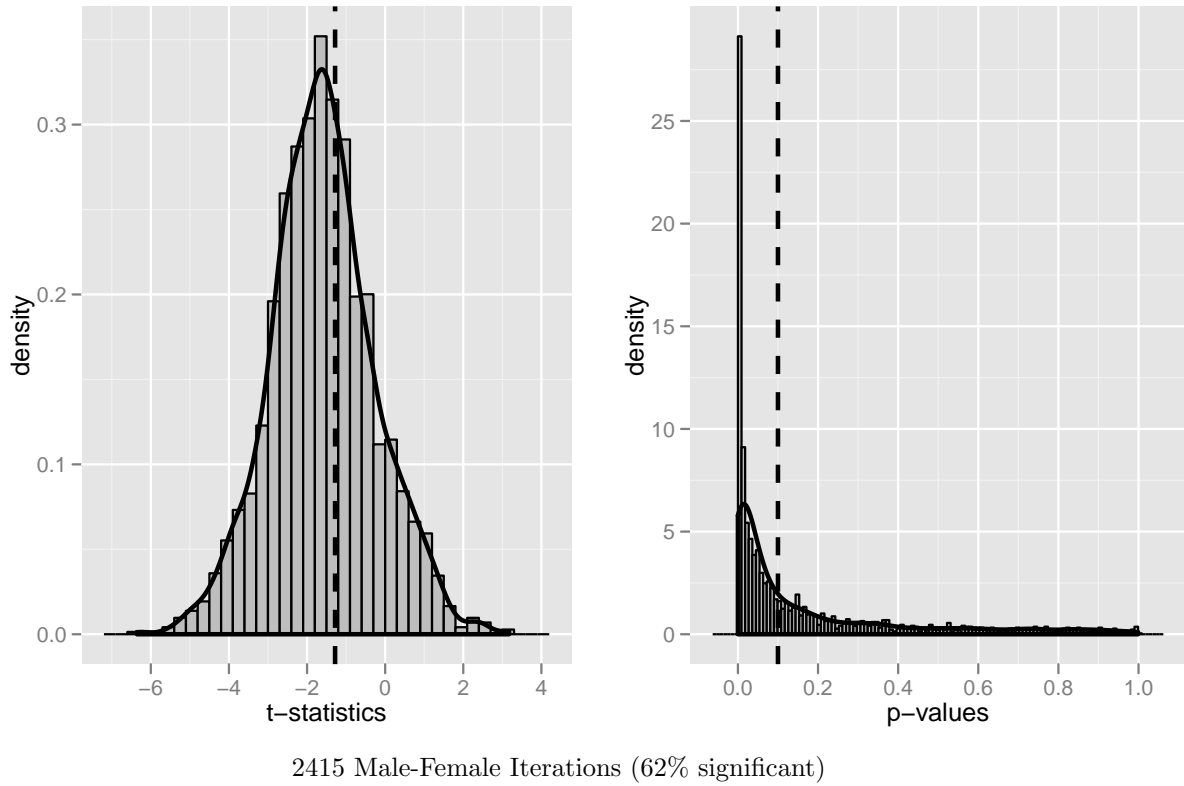 density
0.3
0.2
0.1
0.0
−6 −4 −2 0 2 4
t−statistics
density
25
20
15
10
5
0
0.0 0.2 0.4 0.6 0.8 1.0
p−values
2415 Male-Female Iterations (62% significant)